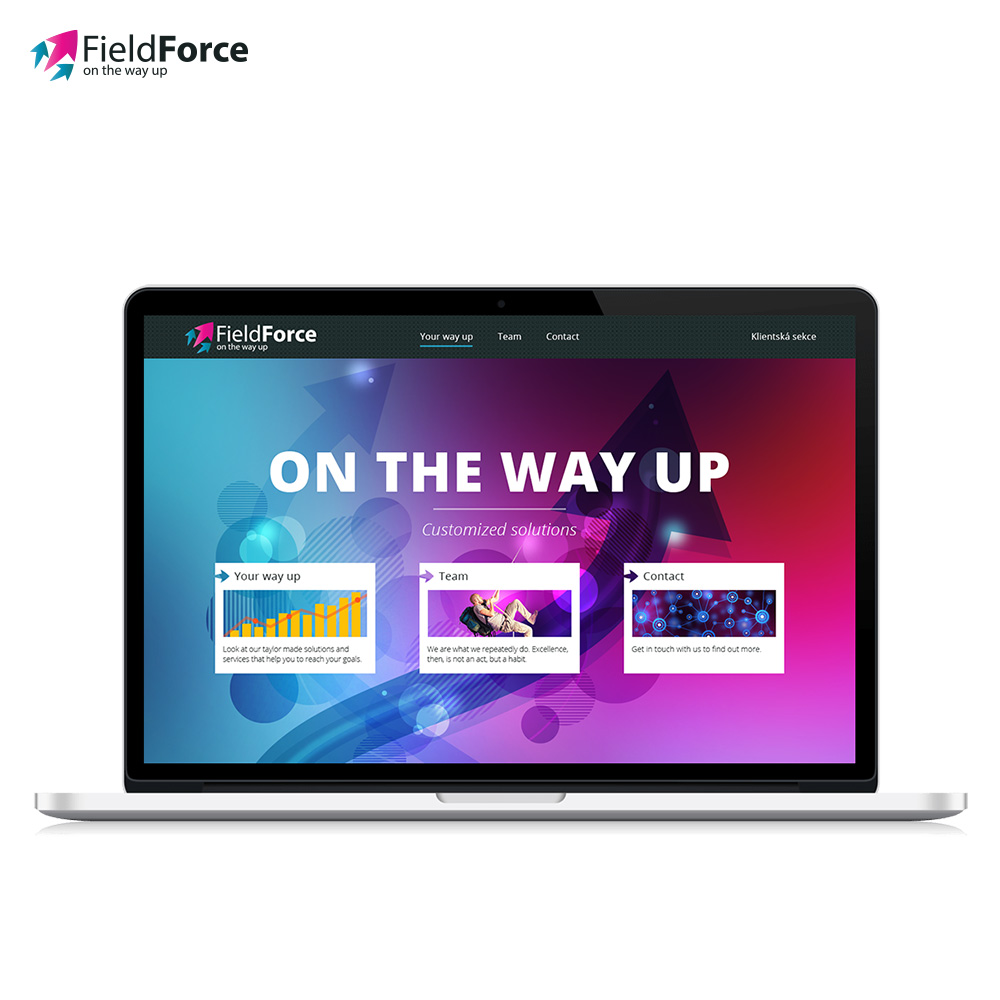 FieldForce
on the way up
FieldForce
on the way up
Your way up
Team
Contact
Klientská sekce
ON THE WAY UP
Customized solutions
Your way up
Look at our taylor made solutions and
services that help you to reach your goals.
Team
We are what we repeatedly do. Excellence,
then, is not an act, but a habit.
Contact
Get in touch with us to find out more.